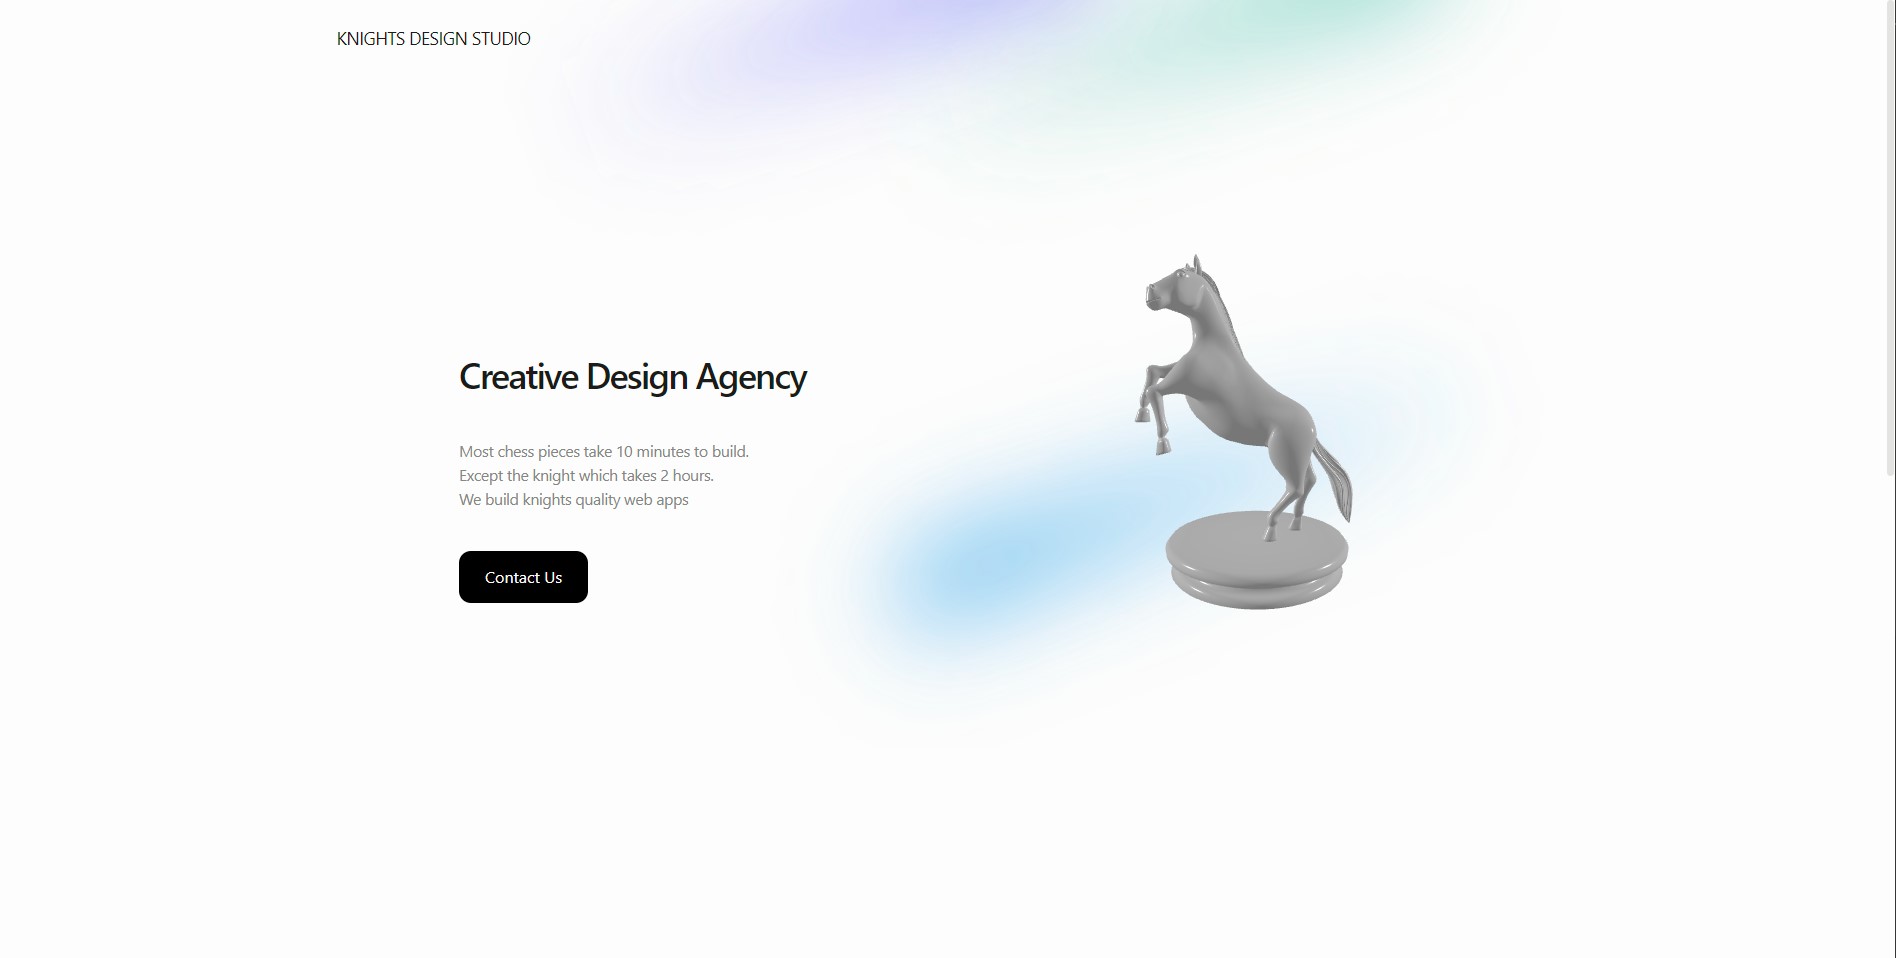 KNIGHTS DESIGN STUDIO
Creative Design Agency
Most chess pieces take 10 minutes to build.
Except the knight which takes 2 hours.
We build knights quality web apps
Contact Us